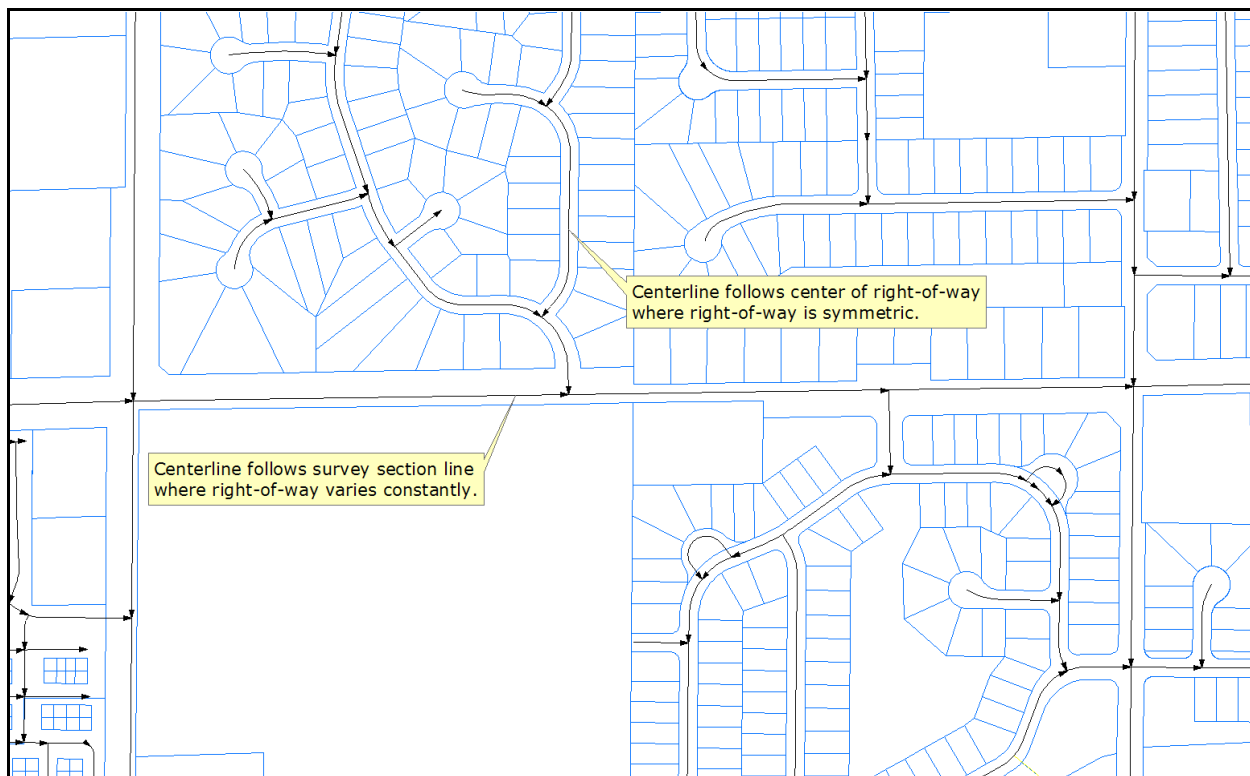 Centerline follows center of right-of-way
where right-of-way is symmetric.
Centerline follows survey section line
where right-of-way varies constantly.